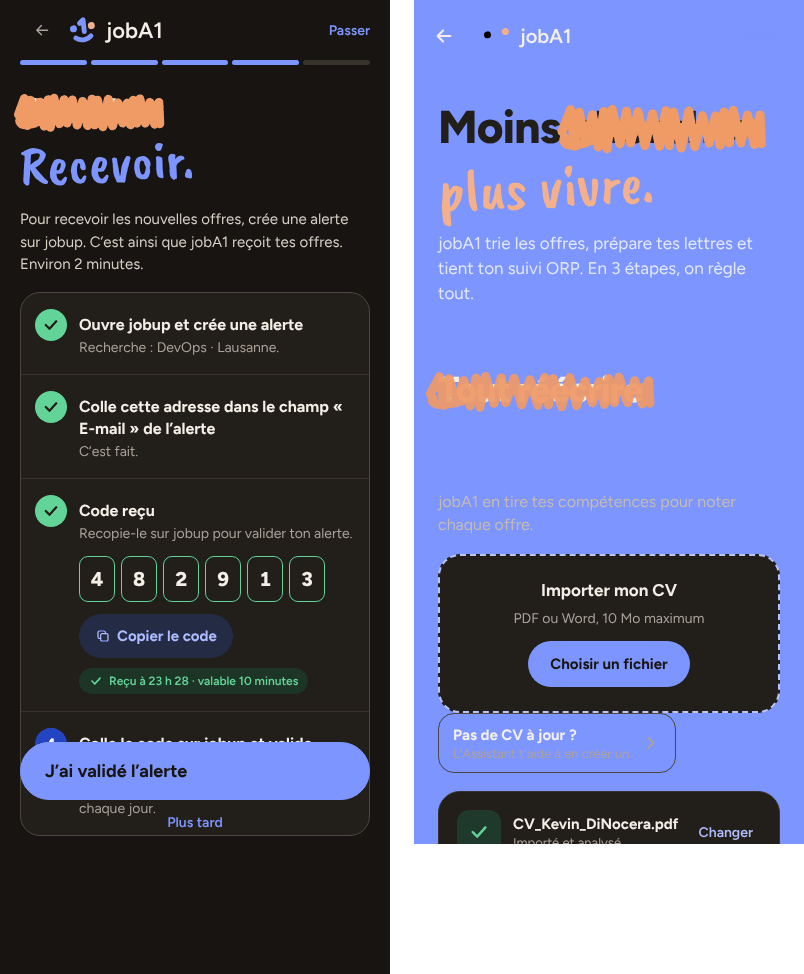 jobA1
Passer
Recevoir.
Pour recevoir les nouvelles offres, crée une alerte
sur jobup. C’est ainsi que jobA1 reçoit tes offres.
Environ 2 minutes.
Ouvre jobup et crée une alerte
Recherche : DevOps · Lausanne.
Colle cette adresse dans le champ «
E-mail » de l’alerte
C’est fait.
Code reçu
Recopie-le sur jobup pour valider ton alerte.
4 8 2 9 1 3
Copier le code
Reçu à 23 h 28 · valable 10 minutes
J’ai validé l’alerte
chaque jour.
Plus tard
jobA1
Moins
plus vivre.
jobA1 trie les offres, prépare tes lettres et
tient ton suivi ORP. En 3 étapes, on règle
tout.
jobA1 en tire tes compétences pour noter
chaque offre.
Importer mon CV
PDF ou Word, 10 Mo maximum
Choisir un fichier
Pas de CV à jour ?
L’Assistant t’aide à en créer un
CV_Kevin_DiNocera.pdf
Importé et analysé
Changer